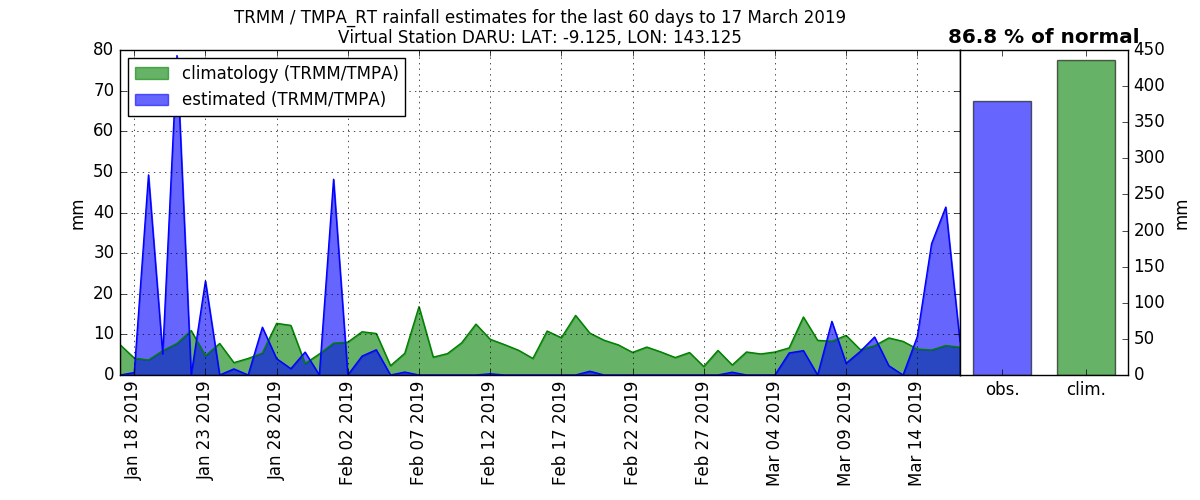 TRMM / TMPA_RT rainfall estimates for the last 60 days to 17 March 2019
Virtual Station DARU: LAT: -9.125, LON: 143.125
86.8 % of normal
climatology (TRMM/TMPA)
estimated (TRMM/TMPA)
80
70
60
50
40
30
20
10
0
mm
Jan 18 2019
Jan 23 2019
Jan 28 2019
Feb 02 2019
Feb 07 2019
Feb 12 2019
Feb 17 2019
Feb 22 2019
Feb 27 2019
Mar 04 2019
Mar 09 2019
Mar 14 2019
obs.
clim.
450
400
350
300
250
200
150
100
50
0
mm